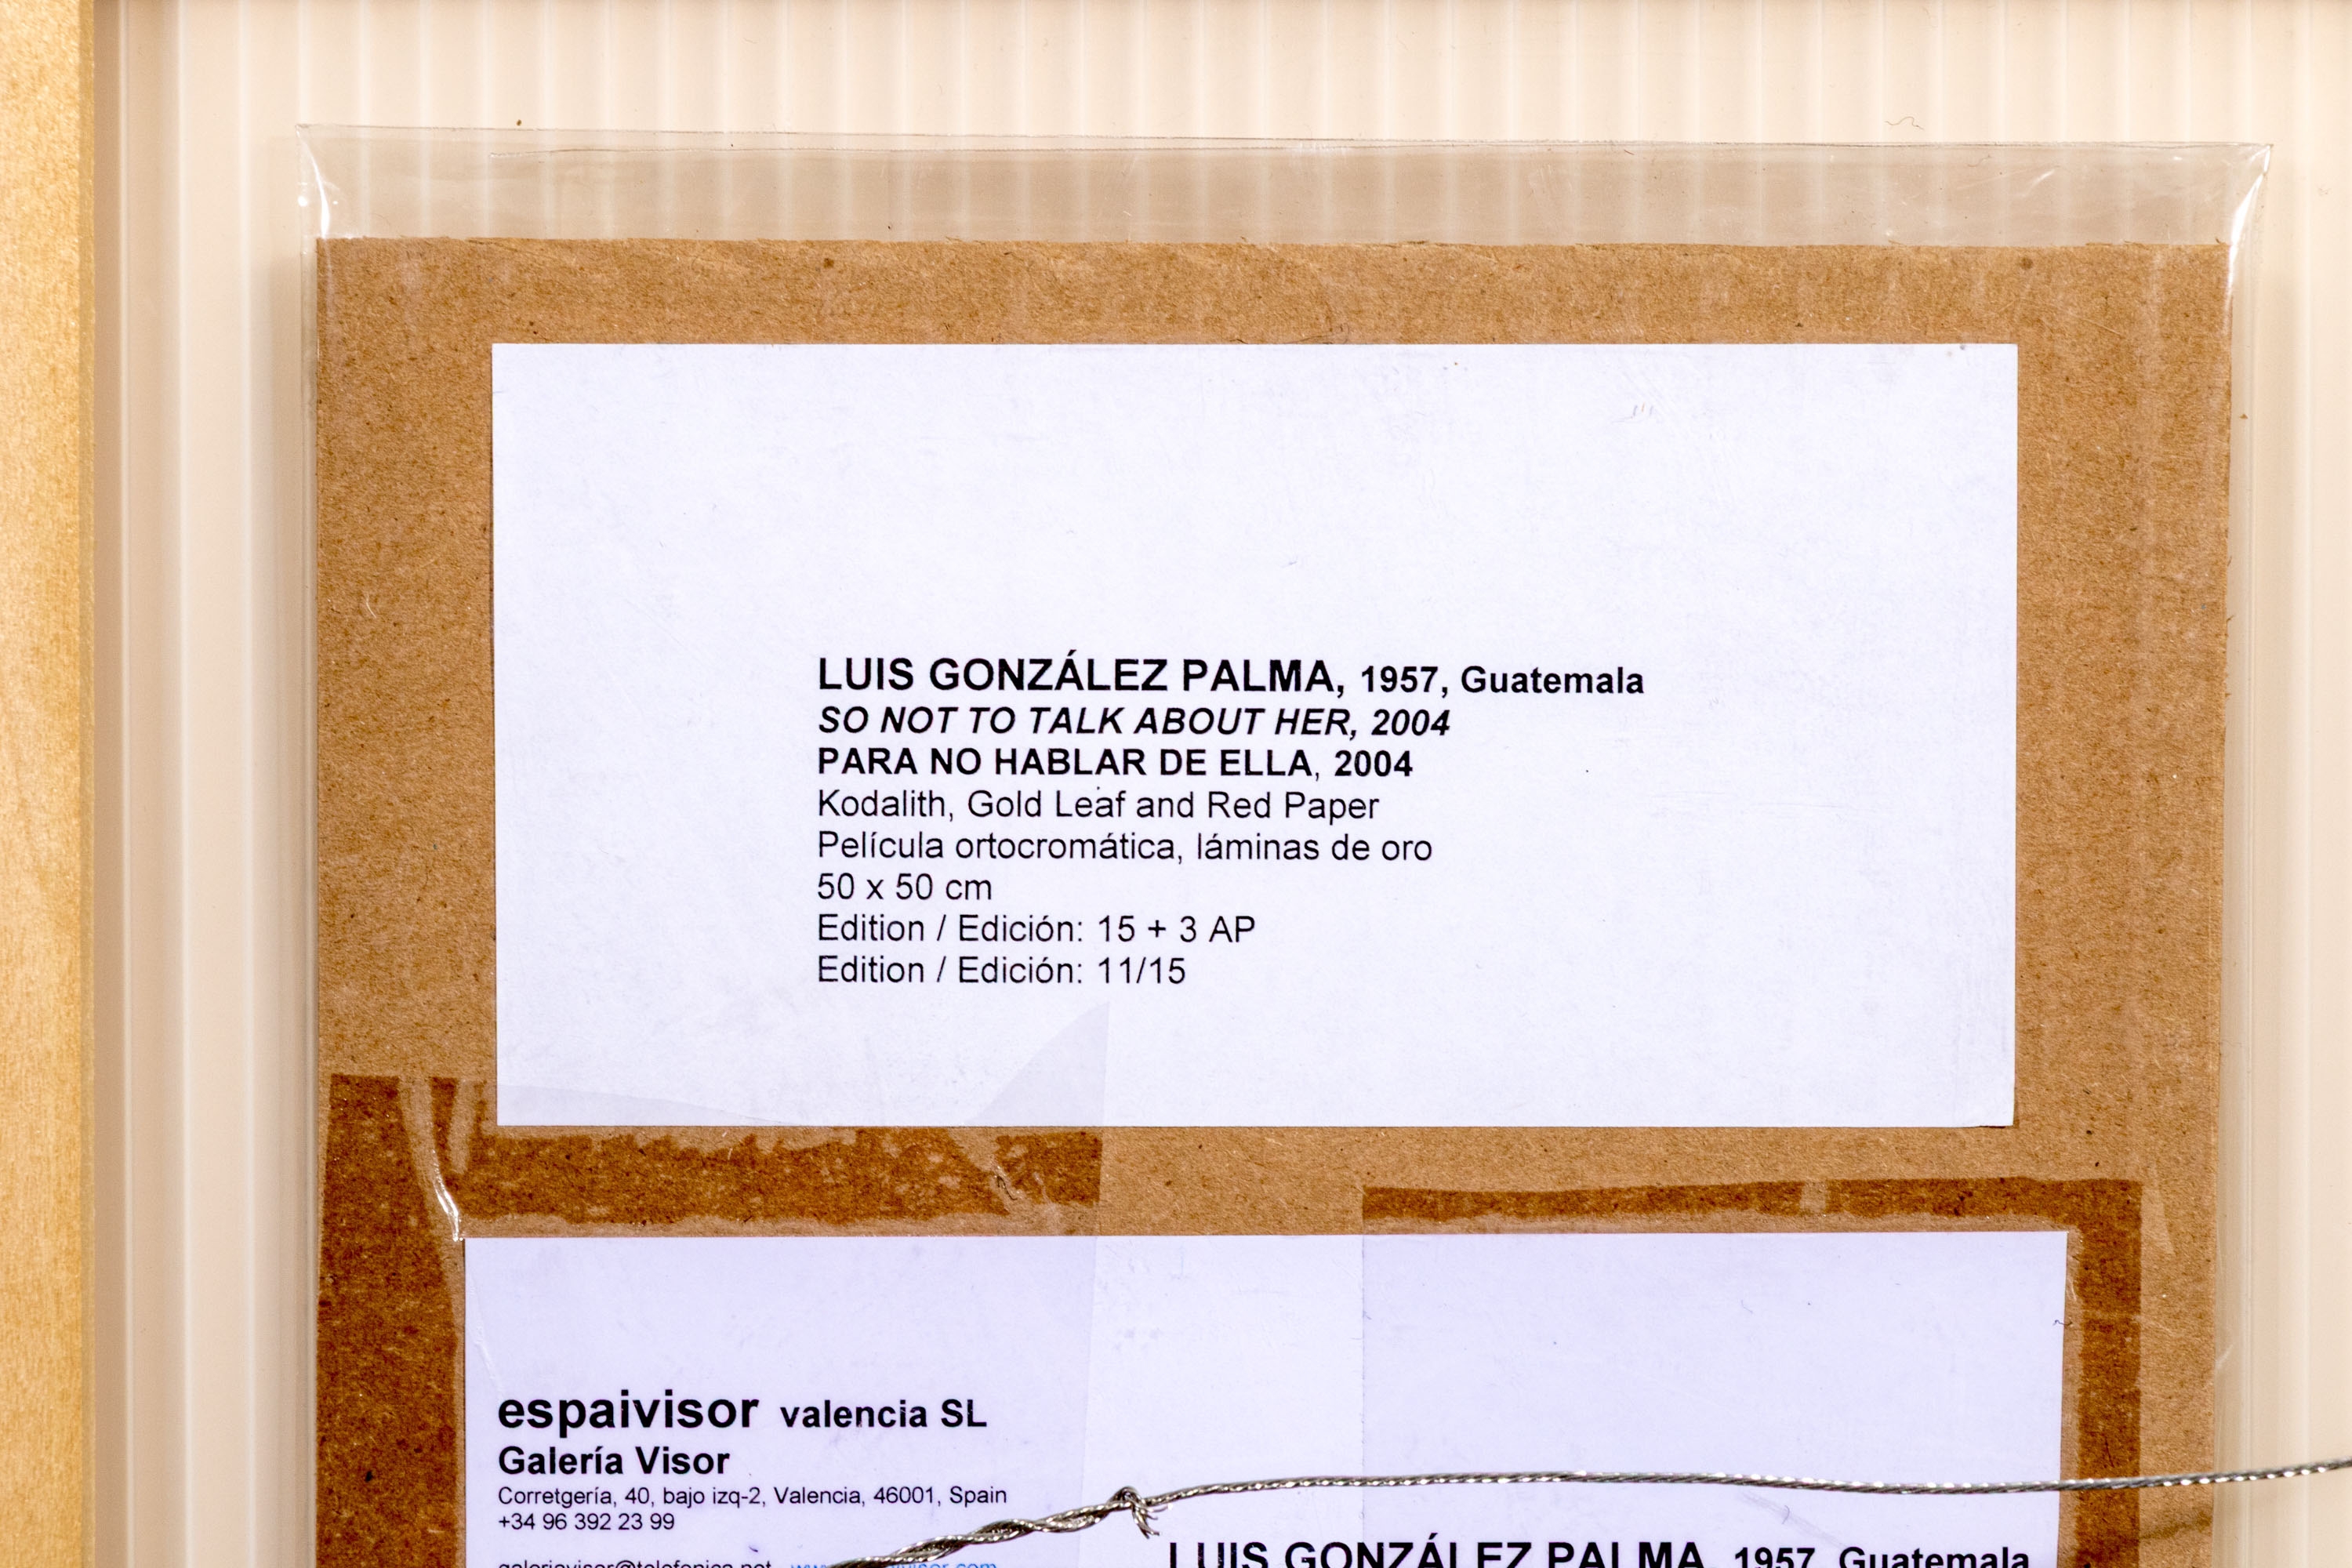 LUIS GONZÁLEZ PALMA, 1957, Guatemala
SO NOT TO TALK ABOUT HER, 2004
PARA NO HABLAR DE ELLA, 2004
Kodalith, Gold Leaf and Red Paper
Película ortocromática, láminas de oro
50 x 50 cm
Edition / Edición: 15 + 3 AP
Edition / Edición: 11/15
espaivisor valencia SL
Galería Visor
Corretgería, 40, bajo izq-2, Valencia, 46001, Spain
+34 96 392 23 99
galeriavisor@telefonica.net
LUIS GONZÁLEZ PALMA, 1957, Guatemala